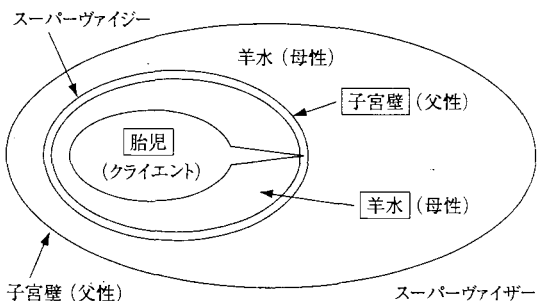 スーパーヴァイジー
羊水（母性）
子宮壁（父性）
胎児
（クライエント）
羊水（母性）
子宮壁（父性）
スーパーヴァイザー